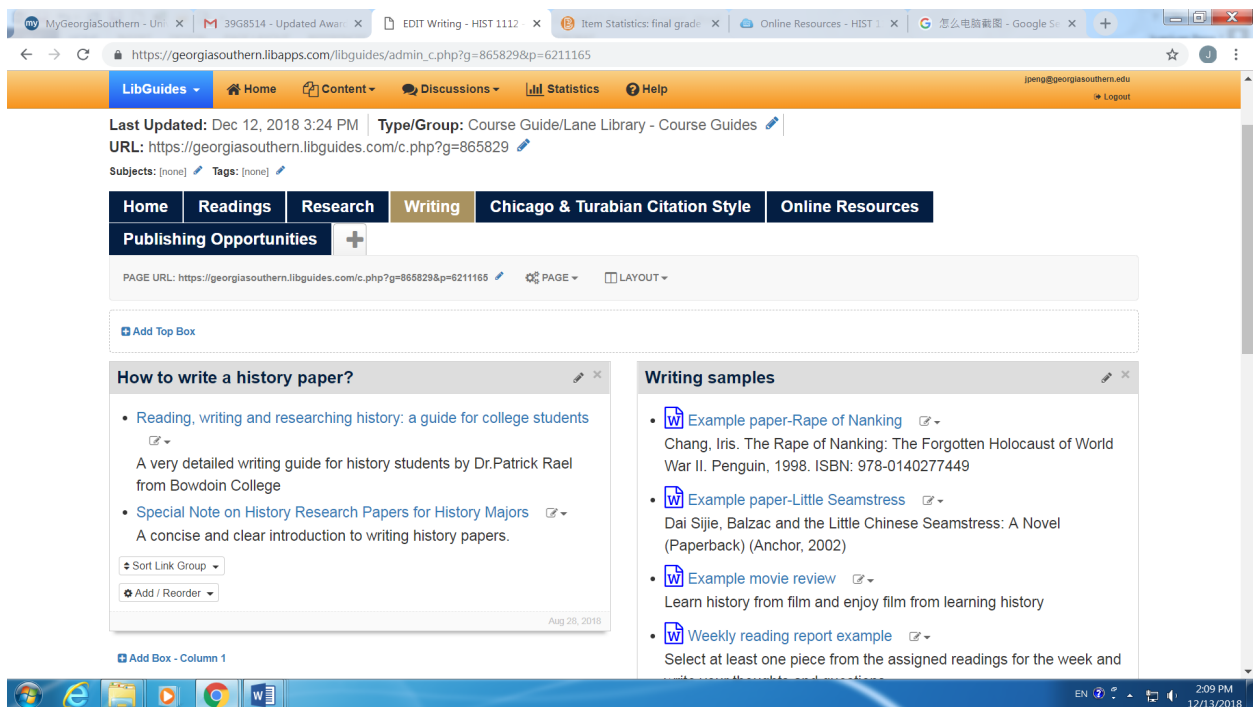 MyGeorgiaSouthern - Uni
39G8514 - Updated Awar
EDIT Writing - HIST 1112 -
Item Statistics: final grade
Online Resources - HIST 1
怎么电脑截图 - Google Se
https://georgiasouthern.libapps.com/libguides/admin_c.php?g=865829&p=6211165
J
LibGuides Home Content Discussions Statistics Help
jpeng@georgiasouthern.edu
Logout
Last Updated: Dec 12, 2018 3:24 PM Type/Group: Course Guide/Lane Library - Course Guides
URL: https://georgiasouthern.libguides.com/c.php?g=865829
Subjects: [none] Tags: [none]
Home Readings Research Writing Chicago & Turabian Citation Style Online Resources
Publishing Opportunities
PAGE URL: https://georgiasouthern.libguides.com/c.php?g=865829&p=6211165 PAGE LAYOUT
Add Top Box
How to write a history paper?
Reading, writing and researching history: a guide for college students
A very detailed writing guide for history students by Dr.Patrick Rael
from Bowdoin College
Special Note on History Research Papers for History Majors
A concise and clear introduction to writing history papers.
Sort Link Group
Add / Reorder
Aug 28, 2018
Add Box - Column 1
Writing samples
Example paper-Rape of Nanking
Chang, Iris. The Rape of Nanking: The Forgotten Holocaust of World
War II. Penguin, 1998. ISBN: 978-0140277449
Example paper-Little Seamstress
Dai Sijie, Balzac and the Little Chinese Seamstress: A Novel
(Paperback) (Anchor, 2002)
Example movie review
Learn history from film and enjoy film from learning history
Weekly reading report example
Select at least one piece from the assigned readings for the week and
EN
2:09 PM
12/13/2018